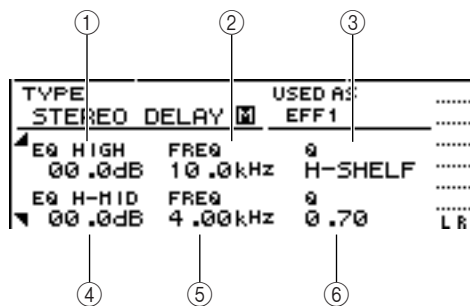 ① ② ③
TYPE USED AS
STEREO DELAY M EFF1
EQ HIGH FREQ Q
00.0dB 10.0kHz H-SHELF
EQ H-MID FREQ Q
00.0dB 4.00kHz 0.70
L R
④ ⑤ ⑥